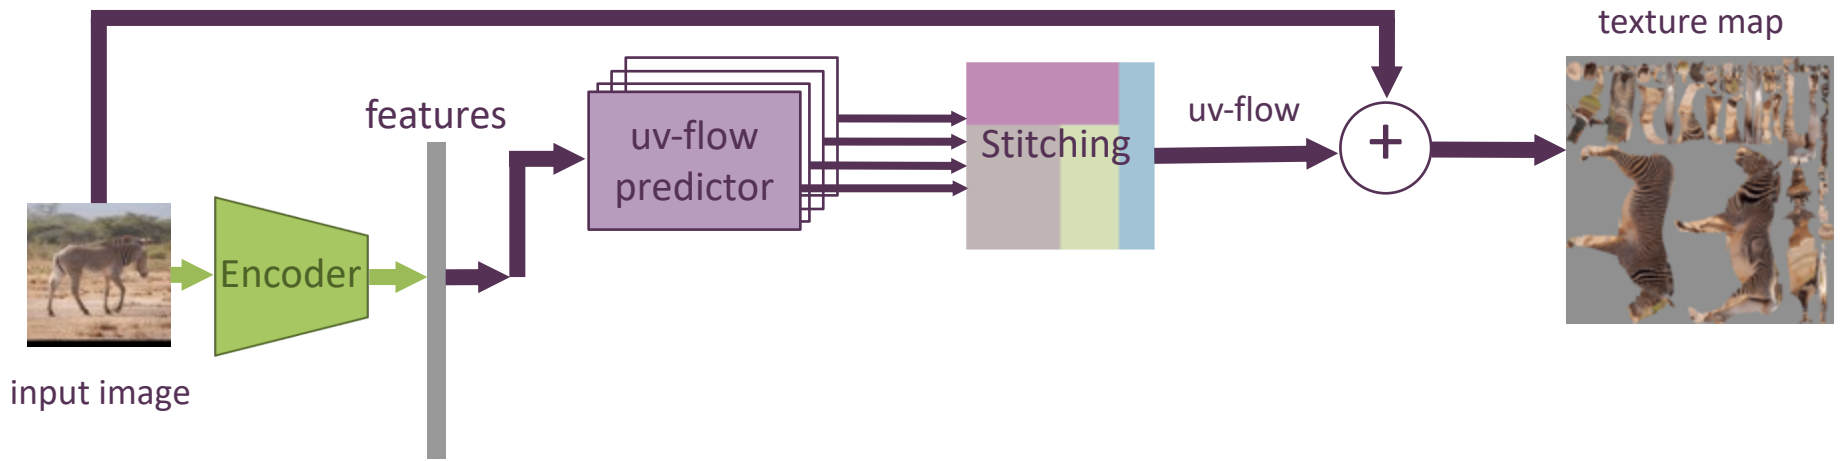 texture map
features
uv-flow
predictor
Stitching
uv-flow
+
Encoder
input image